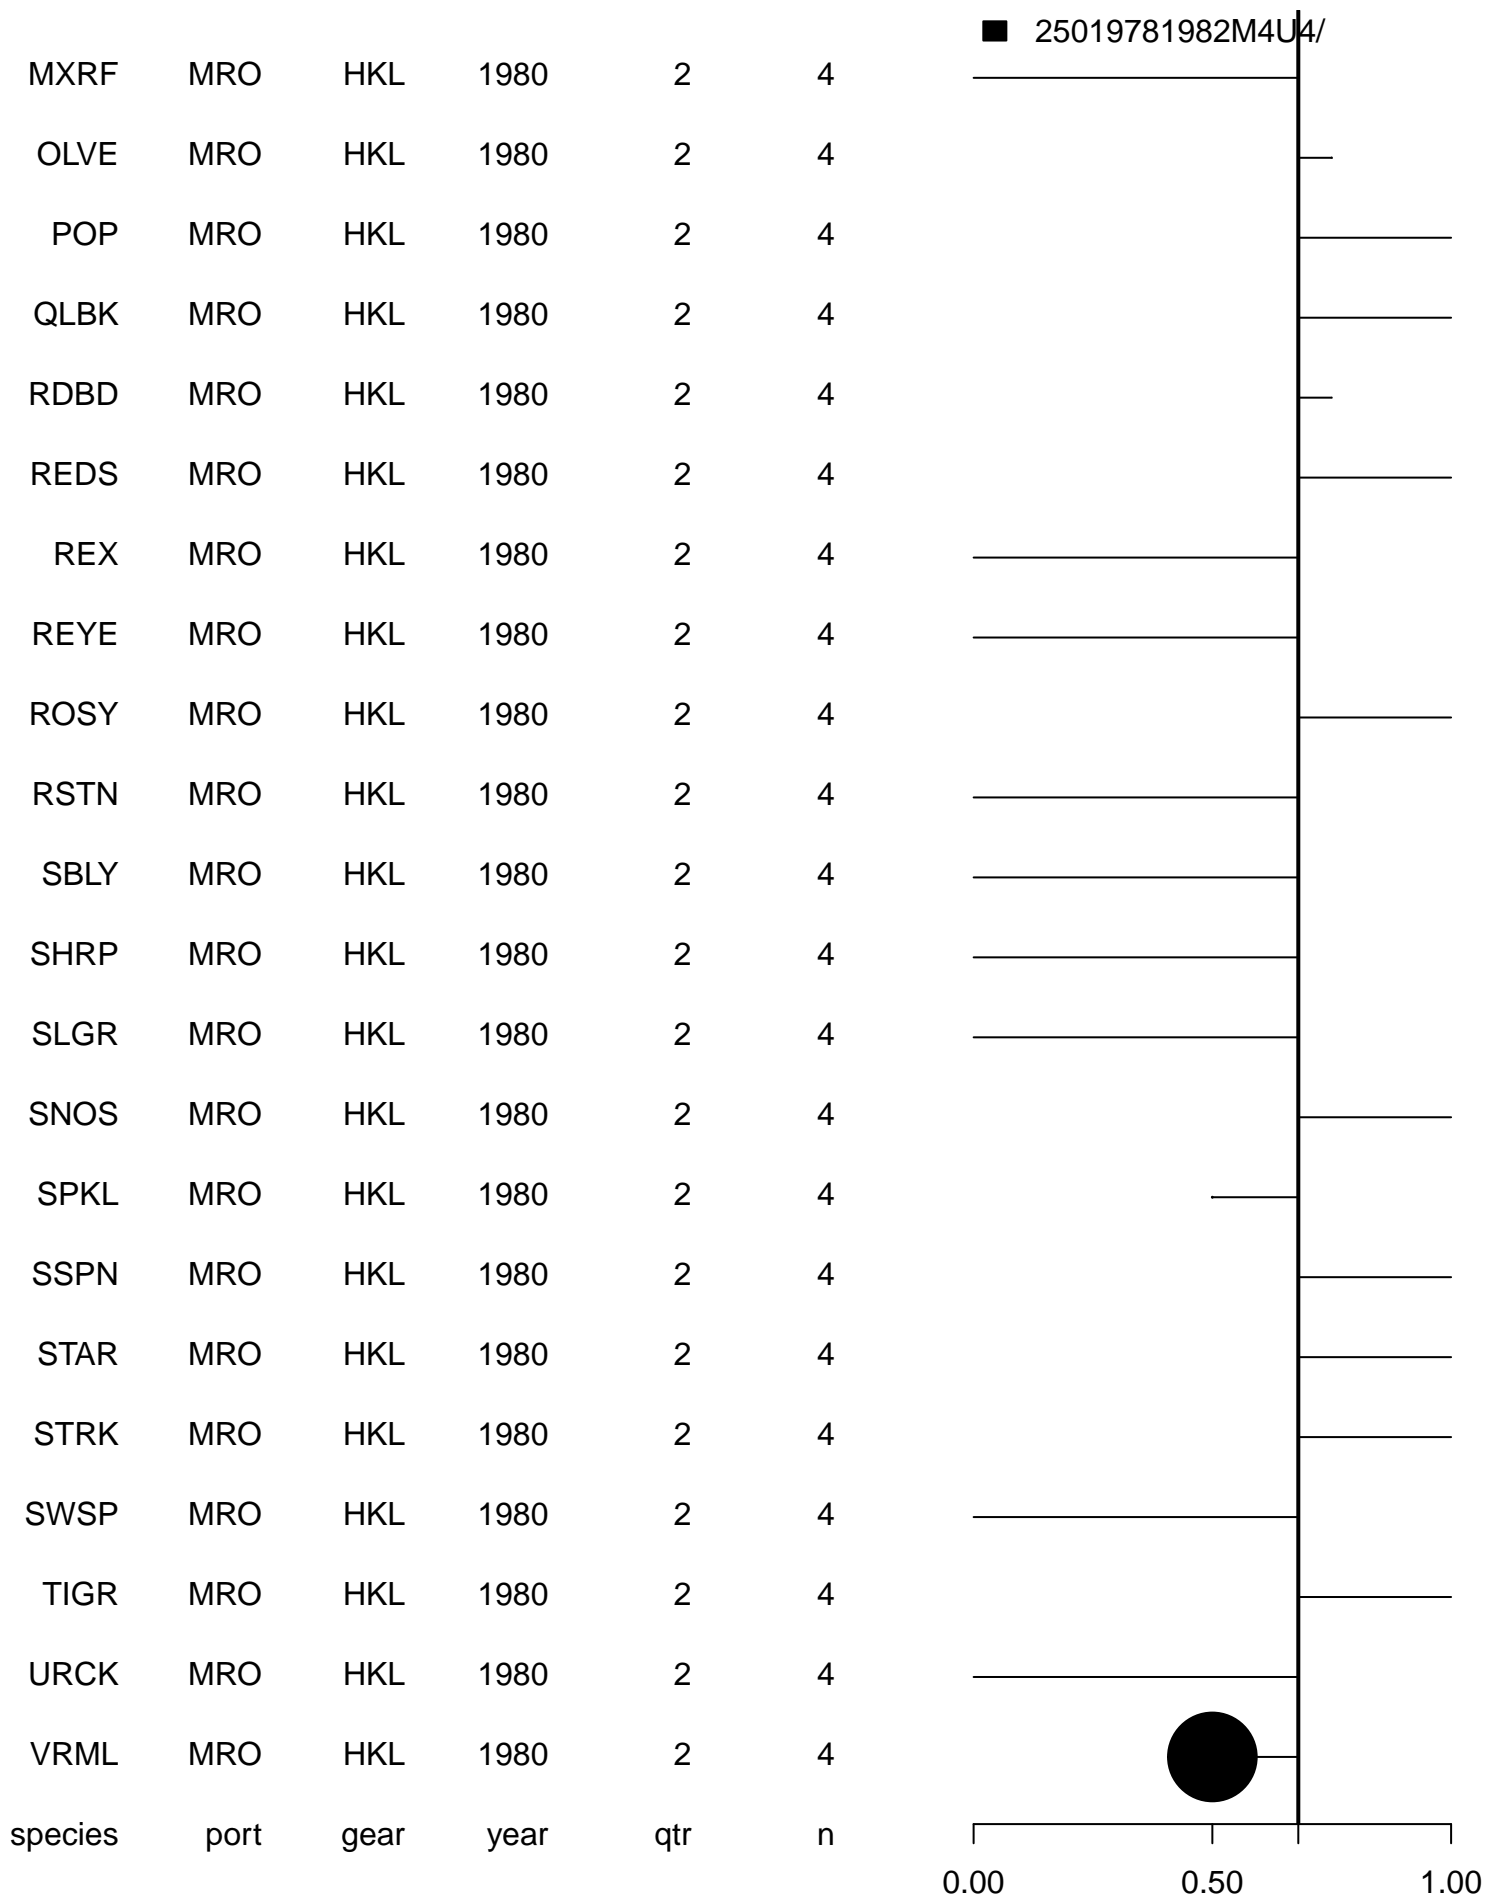 25019781982M4U4/
MXRF MRO HKL 1980 2 4
OLVE MRO HKL 1980 2 4
POP MRO HKL 1980 2 4
QLBK MRO HKL 1980 2 4
RDBD MRO HKL 1980 2 4
REDS MRO HKL 1980 2 4
REX MRO HKL 1980 2 4
REYE MRO HKL 1980 2 4
ROSY MRO HKL 1980 2 4
RSTN MRO HKL 1980 2 4
SBLY MRO HKL 1980 2 4
SHRP MRO HKL 1980 2 4
SLGR MRO HKL 1980 2 4
SNOS MRO HKL 1980 2 4
SPKL MRO HKL 1980 2 4
SSPN MRO HKL 1980 2 4
STAR MRO HKL 1980 2 4
STRK MRO HKL 1980 2 4
SWSP MRO HKL 1980 2 4
TIGR MRO HKL 1980 2 4
URCK MRO HKL 1980 2 4
VRML MRO HKL 1980 2 4
species port gear year qtr n
0.00 0.50 1.00